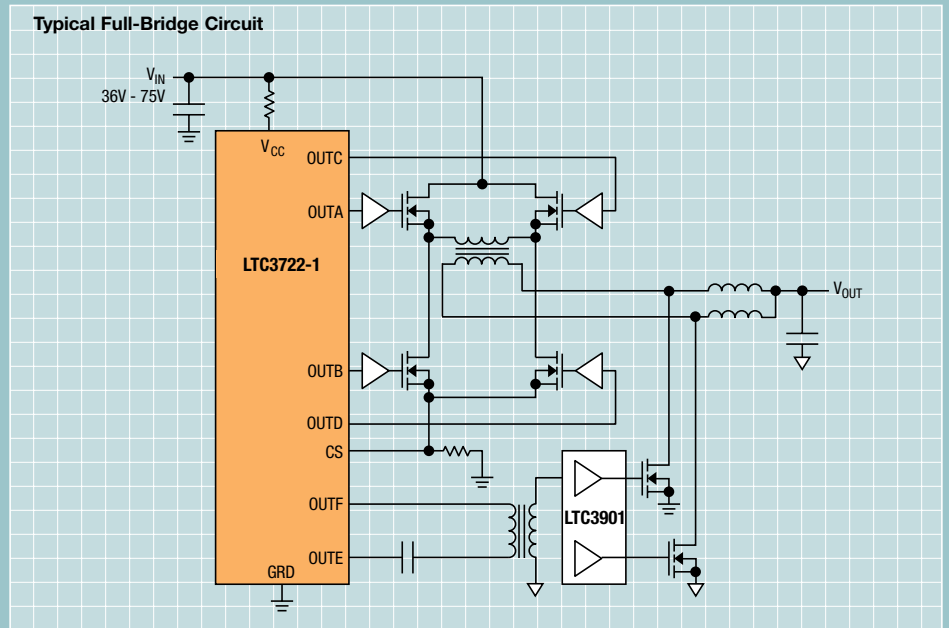 Typical Full-Bridge Circuit
VIN
36V - 75V
VCC
OUTC
OUTA
LTC3722-1
VOUT
OUTB
OUTD
CS
OUTF
LTC3901
OUTE
GRD